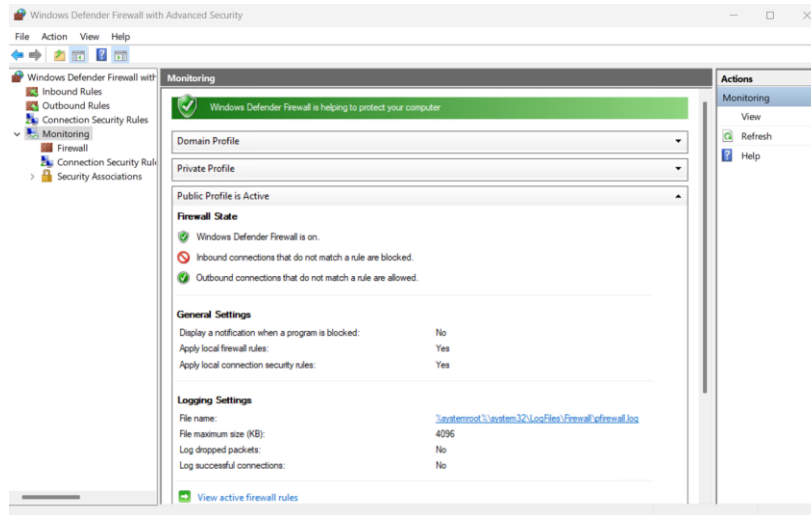 Windows Defender Firewall with Advanced Security
File Action View Help
Windows Defender Firewall with
Inbound Rules
Outbound Rules
Connection Security Rules
Monitoring
Firewall
Connection Security Rul
Security Associations
Monitoring
Windows Defender Firewall is helping to protect your computer
Domain Profile
Private Profile
Public Profile is Active
Firewall State
Windows Defender Firewall is on.
Inbound connections that do not match a rule are blocked.
Outbound connections that do not match a rule are allowed.
General Settings
Display a notification when a program is blocked: No
Apply local firewall rules: Yes
Apply local connection security rules: Yes
Logging Settings
File name: %systemroot%\system32\LogFiles\Firewall\pfirewall.log
File maximum size (KB): 4096
Log dropped packets: No
Log successful connections: No
View active firewall rules
Actions
Monitoring
View
Refresh
Help